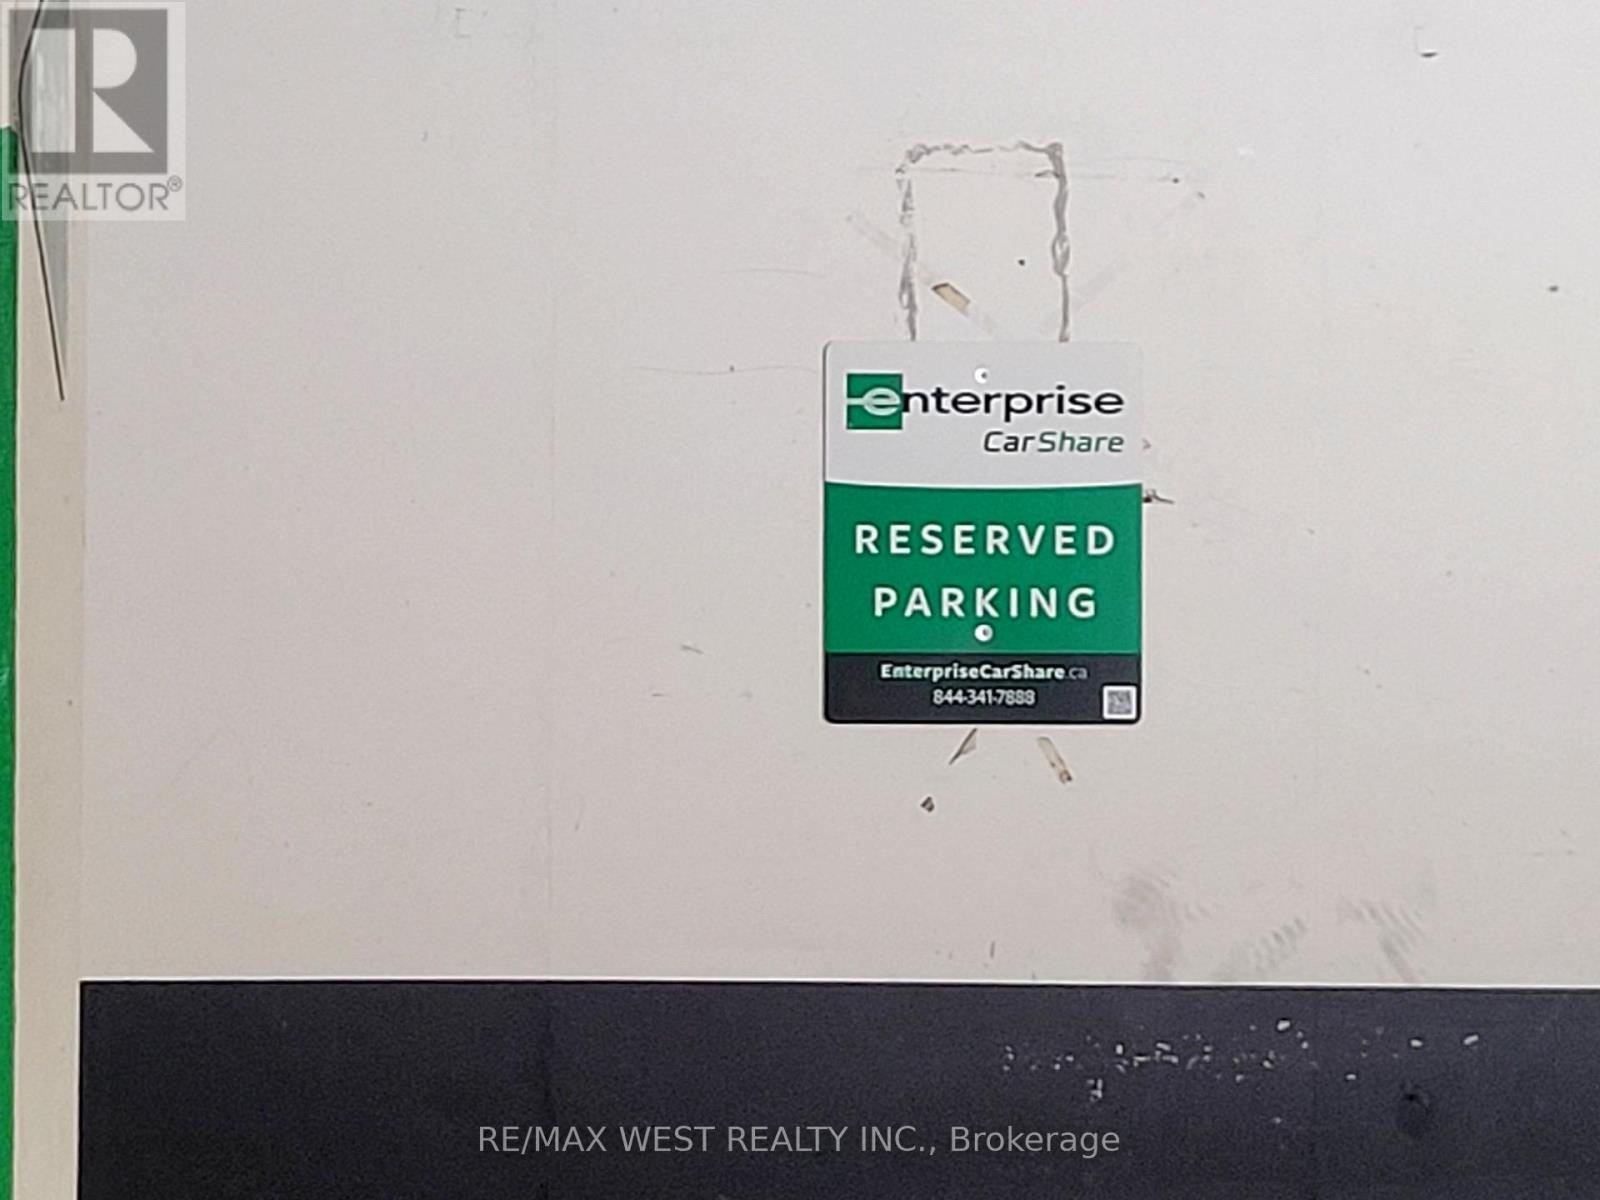 R
REALTOR®
enterprise
CarShare
RESERVED
PARKING
EnterpriseCarShare.ca
844-341-7888
RE/MAX WEST REALTY INC., Brokerage